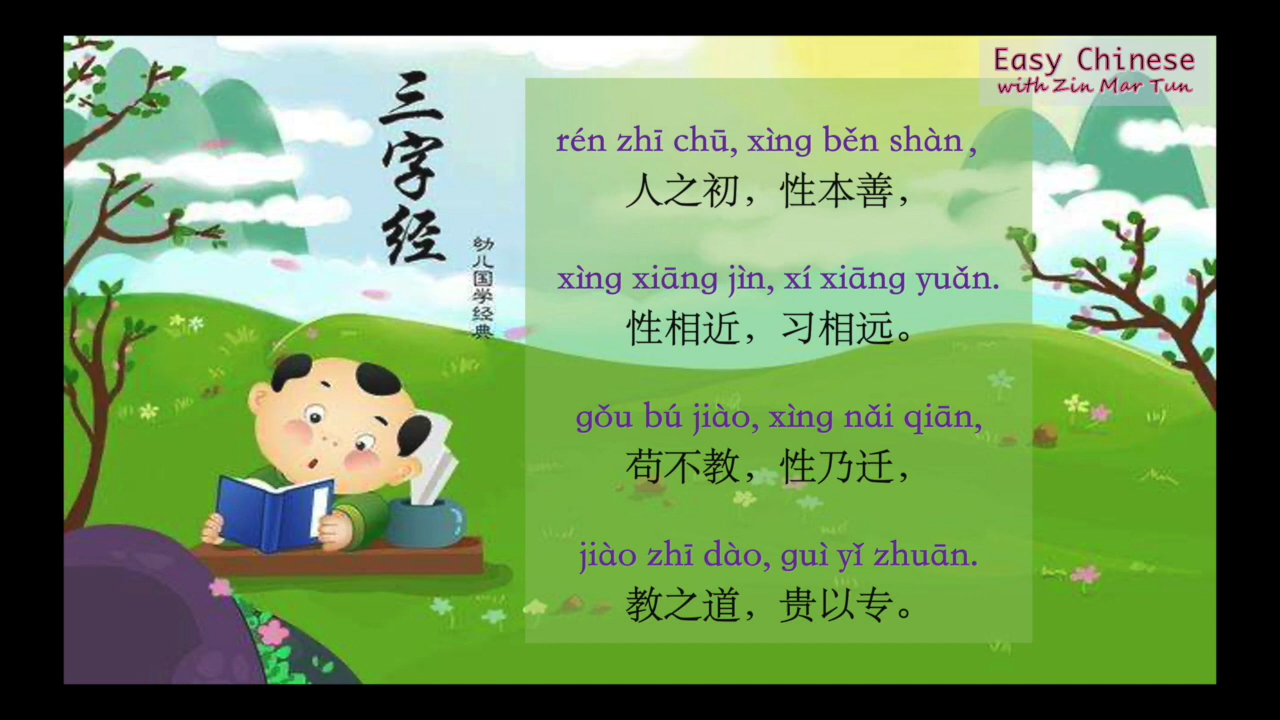 Easy Chinese
with Zin Mar Tun
三字经
幼儿国学经典
rén zhī chū, xìng běn shàn,
人之初，性本善，
xìng xiāng jìn, xí xiāng yuǎn.
性相近，习相远。
gǒu bú jiào, xìng nǎi qiān,
苟不教，性乃迁，
jiào zhī dào, guì yǐ zhuān.
教之道，贵以专。